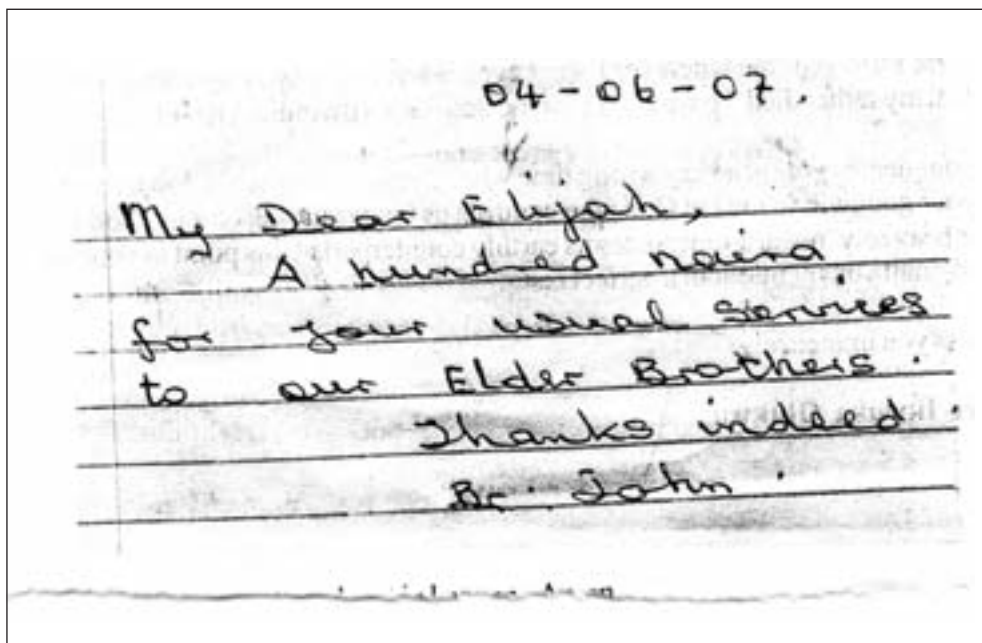 04-06-07.
My Dear Elijah,
A hundred naira
for your usual services
to our Elder Brothers.
Thanks indeed.
Br. John.